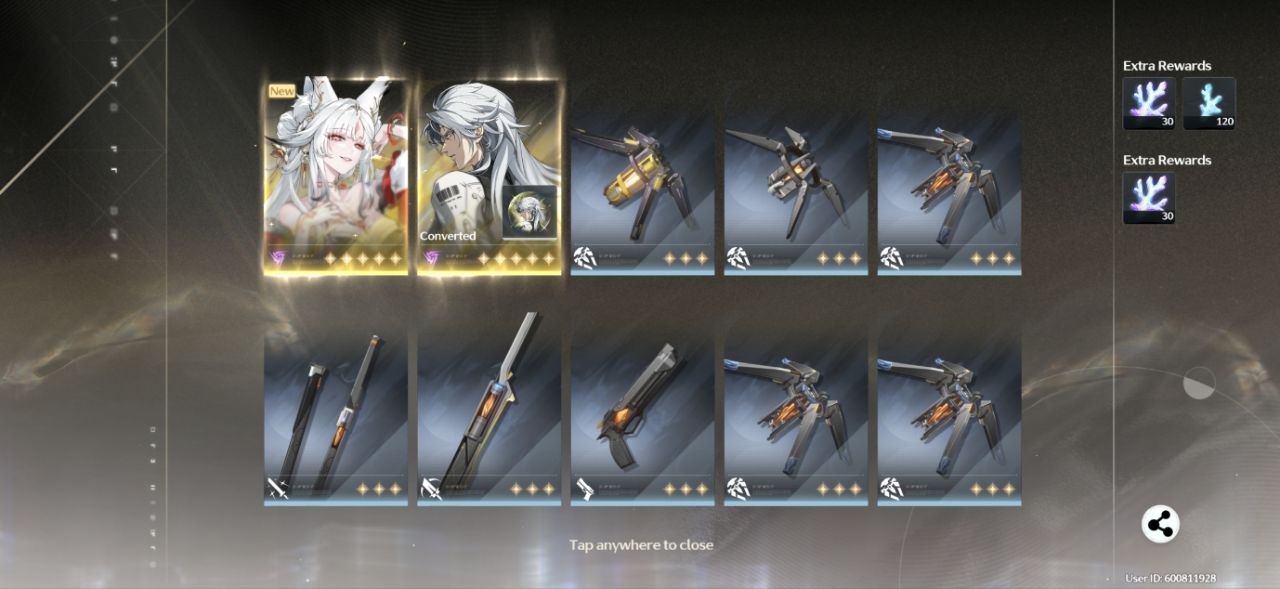 Extra Rewards
30
120
Extra Rewards
30
New
Converted
Tap anywhere to close
User ID: 600811928